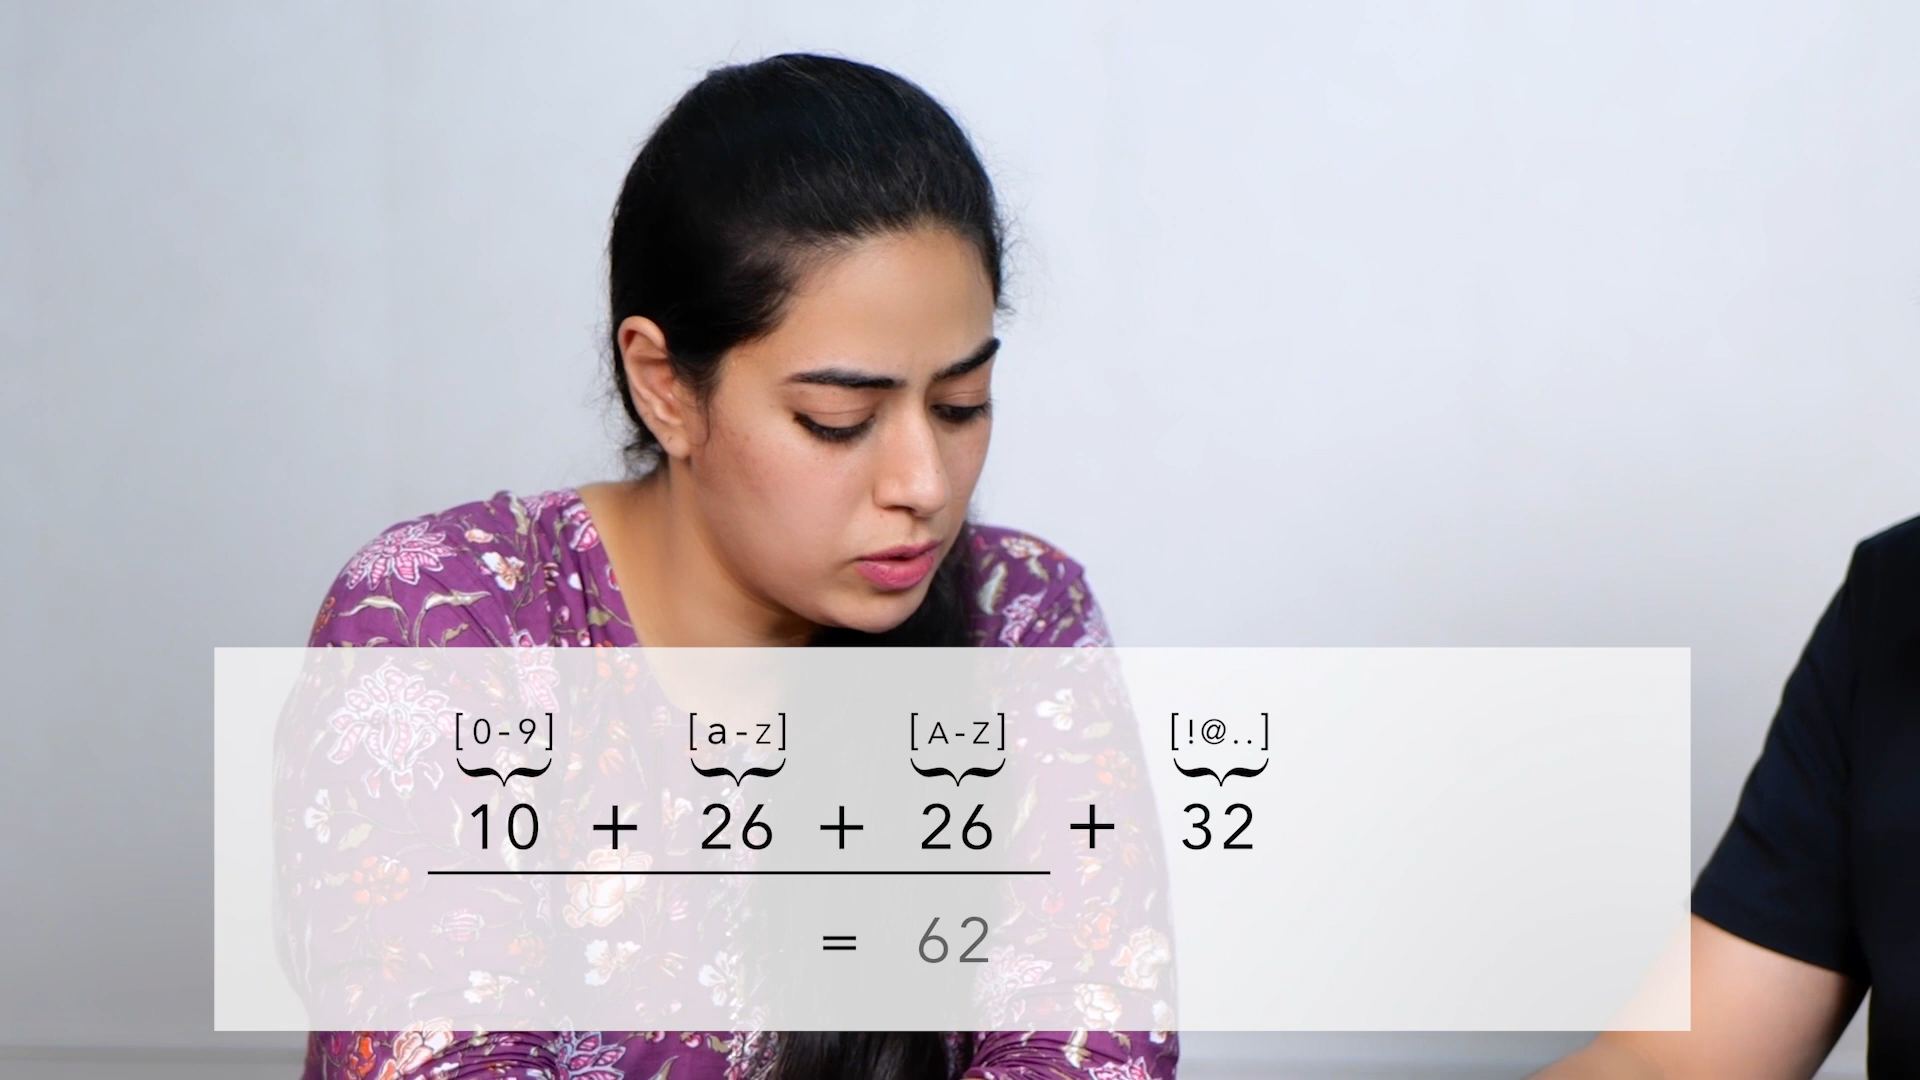 [0-9] [a-z] [A-Z] [!@..]
10 + 26 + 26 + 32
= 62